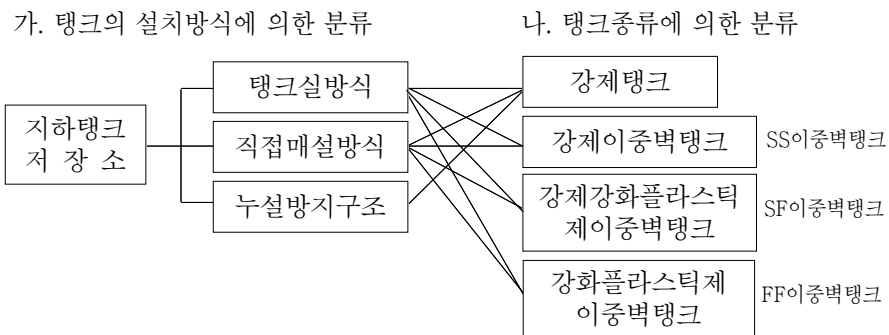 가. 탱크의 설치방식에 의한 분류
나. 탱크종류에 의한 분류
지하탱크
저 장 소
탱크실방식
직접매설방식
누설방지구조
강제탱크
강제이중벽탱크
SS이중벽탱크
강제강화플라스틱
제이중벽탱크
SF이중벽탱크
강화플라스틱제
이중벽탱크
FF이중벽탱크